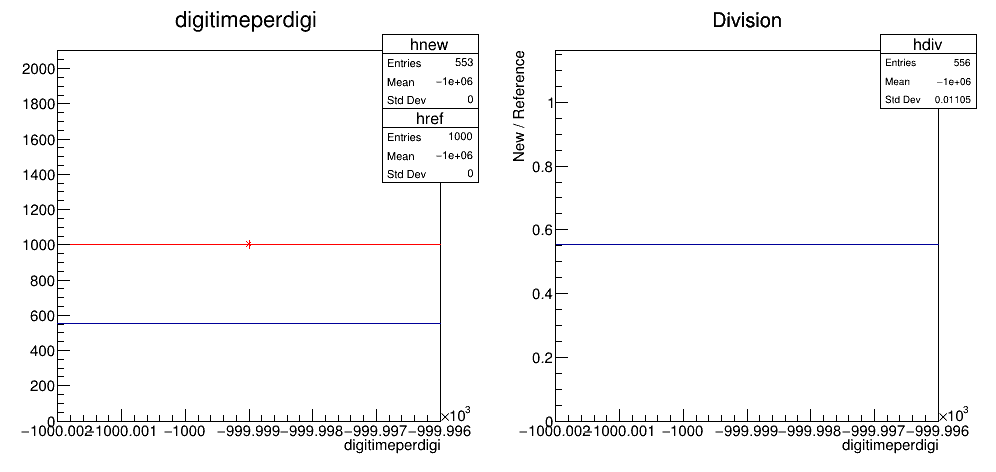 digitimeperdigi
hnew
Entries 553
Mean −1e+06
Std Dev 0
href
Entries 1000
Mean −1e+06
Std Dev 0
2000
1800
1600
1400
1200
1000
800
600
400
200
0
−1000.002 −1000.001 −1000 −999.999 −999.998 −999.997 −999.996
×10³
digitimeperdigi
Division
hdiv
Entries 556
Mean −1e+06
Std Dev 0.01105
New / Reference
1
0.8
0.6
0.4
0.2
0
−1000.002 −1000.001 −1000 −999.999 −999.998 −999.997 −999.996
×10³
digitimeperdigi